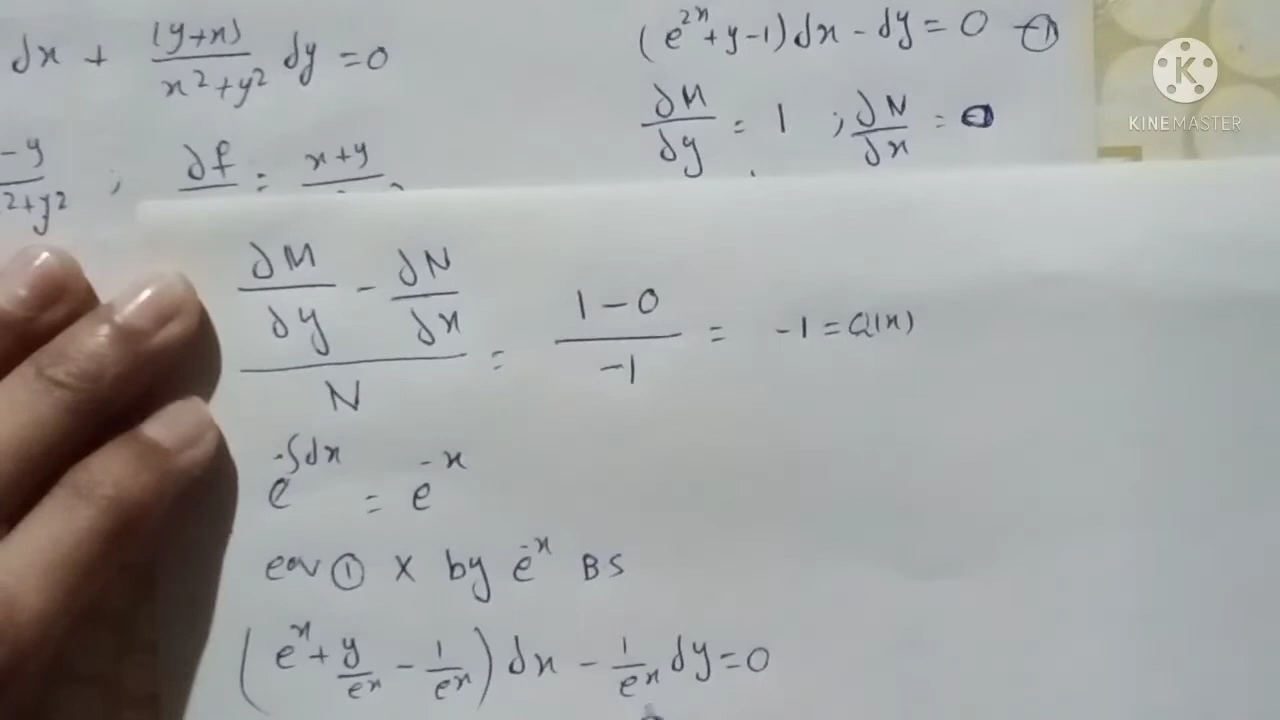 dx + (y+x)/(x²+y²) dy = 0
(e^{2x} + y - 1) dx - dy = 0 - ①
-y/(x²+y²) ; ∂f = x+y
∂M/∂y = 1 ; ∂N/∂x = 0
KINEMASTER
(∂M/∂y - ∂N/∂x)/N = (1-0)/-1 = -1 = Q(x)
e^{-∫dx} = e^{-x}
① × by e^{-x} BS
(e^x + y/e^x - 1/e^x) dx - 1/e^x dy = 0